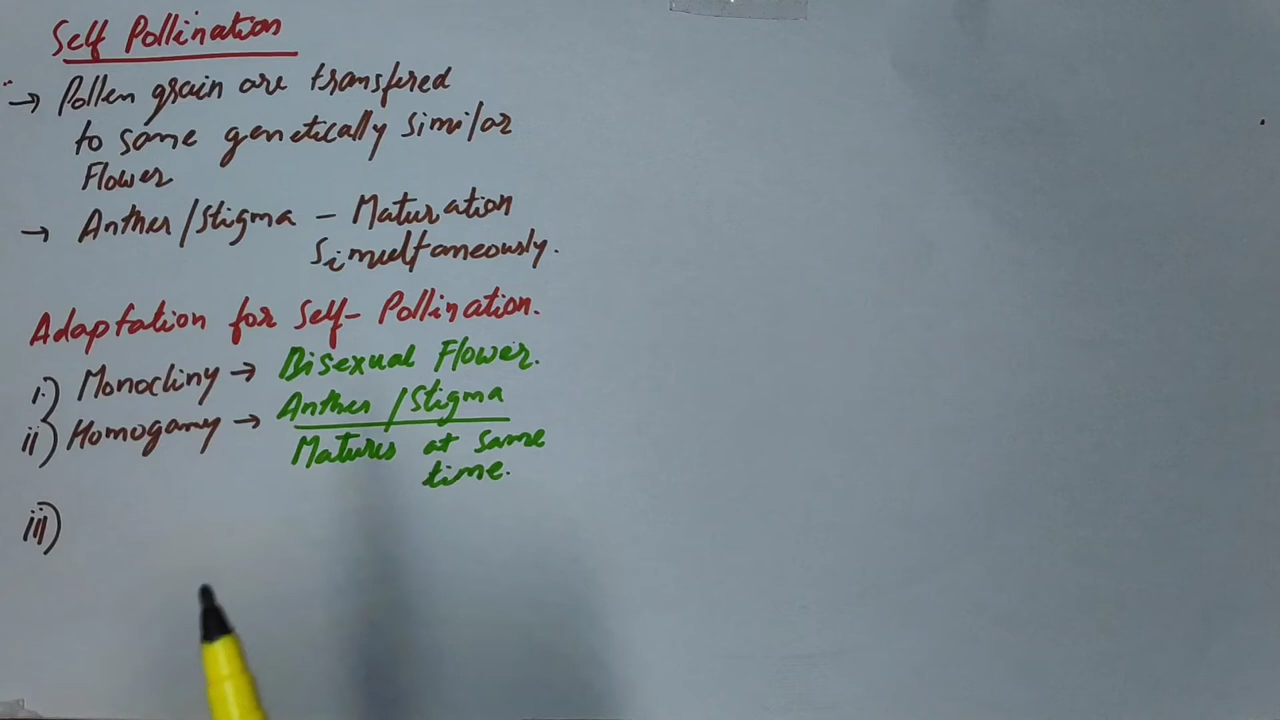 Self Pollination
→ Pollen grain are transfered
to same genetically similar
Flower
→ Anther/Stigma - Maturation
Simultaneously.
Adaptation for Self-Pollination.
i.) Monocliny → Bisexual Flower.
ii) Homogamy → Anther/Stigma
Matures at same
time.
iii)